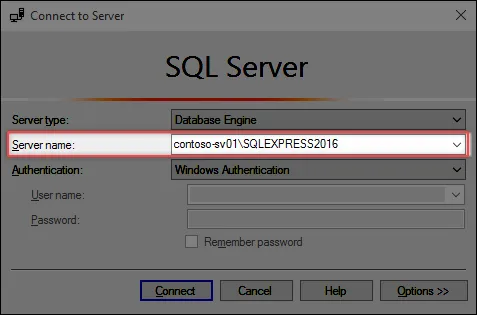 Connect to Server
SQL Server
Server type: Database Engine
Server name: contoso-sv01\SQLEXPRESS2016
Authentication: Windows Authentication
User name:
Password:
Remember password
Connect Cancel Help Options >>